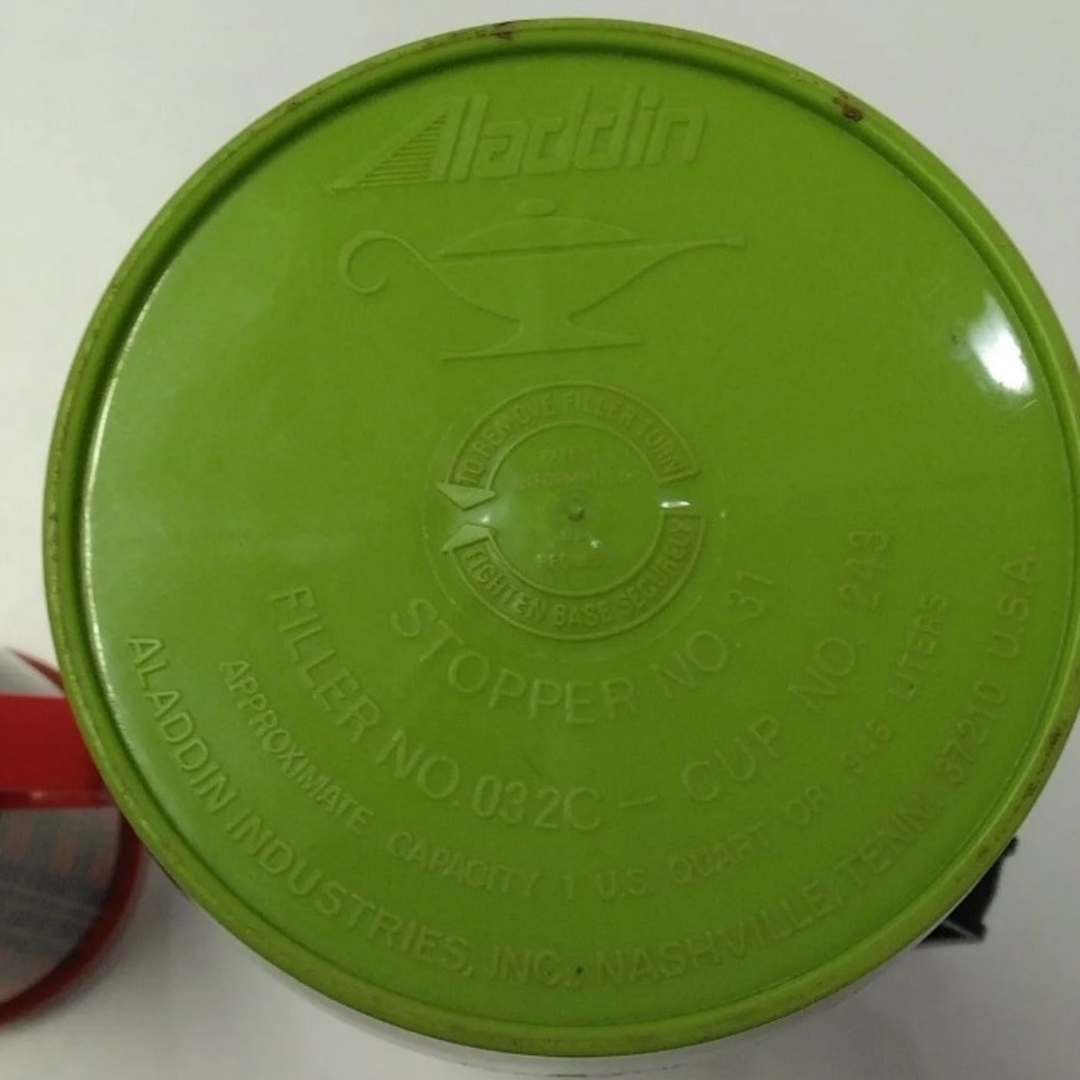 Aladdin
TO REMOVE FILLER TURN
TIGHTEN BASE SECURELY
STOPPER NO. 31
FILLER NO. 032C - CUP NO. 243
APPROXIMATE CAPACITY 1 U.S. QUART OR .946 LITERS
ALADDIN INDUSTRIES, INC., NASHVILLE, TENN. 37210 U.S.A.